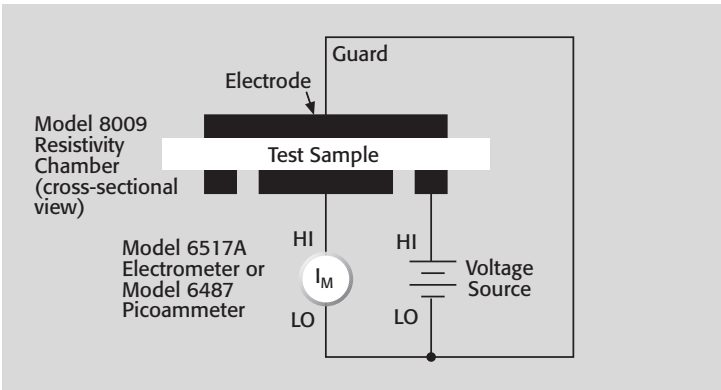 Guard
Electrode
Model 8009
Resistivity
Chamber
(cross-sectional
view)
Test Sample
Model 6517A
Electrometer or
Model 6487
Picoammeter
HI
IM
LO
HI
LO
Voltage
Source